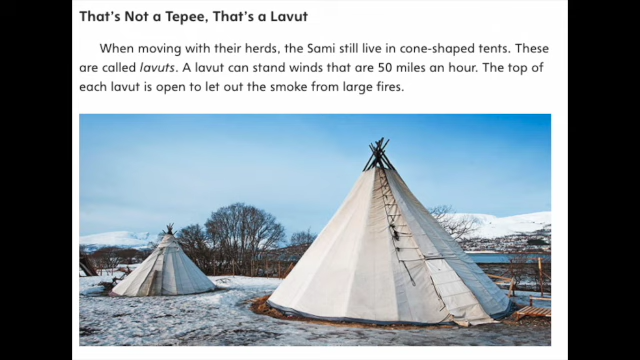 That's Not a Tepee, That's a Lavut
When moving with their herds, the Sami still live in cone-shaped tents. These
are called lavuts. A lavut can stand winds that are 50 miles an hour. The top of
each lavut is open to let out the smoke from large fires.